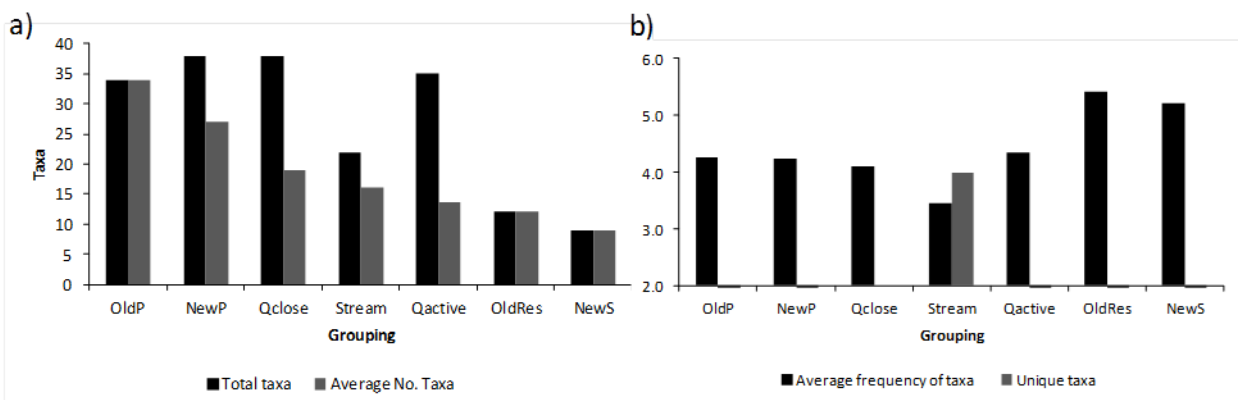 a)
40
35
30
25
20
15
10
5
0
Taxa
OldP NewP Qclose Stream Qactive OldRes NewS
Grouping
Total taxa Average No. Taxa
b)
6.0
5.0
4.0
3.0
2.0
OldP NewP Qclose Stream Qactive OldRes NewS
Grouping
Average frequency of taxa Unique taxa